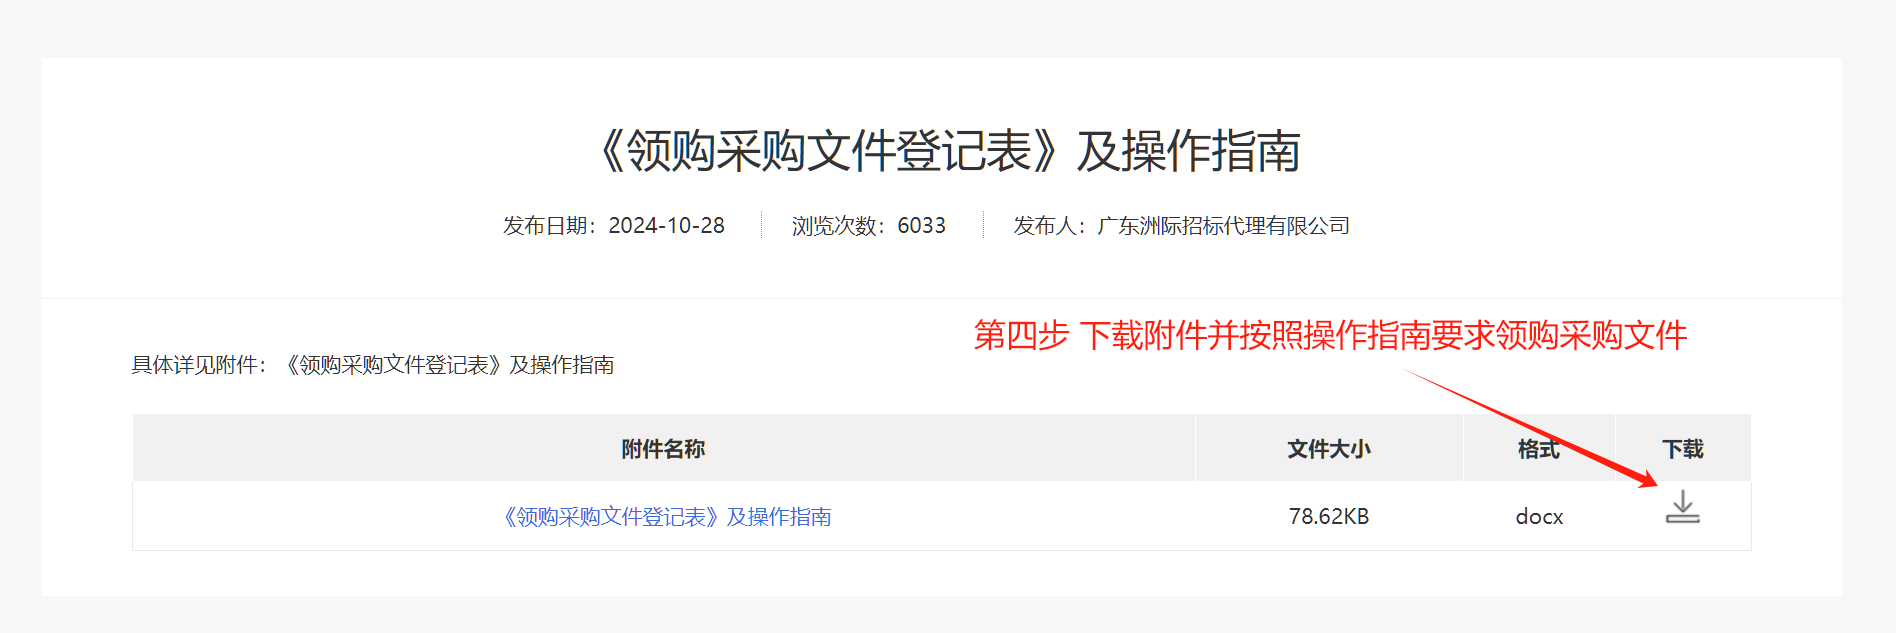 《领购采购文件登记表》及操作指南
发布日期：2024-10-28 浏览次数：6033 发布人：广东洲际招标代理有限公司
第四步 下载附件并按照操作指南要求领购采购文件
具体详见附件：《领购采购文件登记表》及操作指南
附件名称 文件大小 格式 下载
《领购采购文件登记表》及操作指南 78.62KB docx